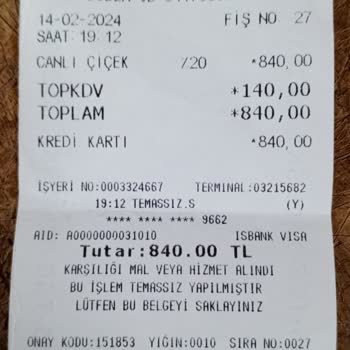 14-02-2024 FİŞ NO 27
SAAT:19:12
CANLI ÇİÇEK /20 *840,00
TOPKDV *140,00
TOPLAM *840,00
KREDİ KARTI *840,00
İŞYERİ NO:0003324667 TERMINAL:03215682
19:12 TEMASSIZ.S (Y)
**** **** **** 9662
AID: A0000000031010 ISBANK VISA
Tutar:840.00 TL
KARŞILIĞI MAL VEYA HİZMET ALINDI
BU İŞLEM TEMASSIZ YAPILMIŞTIR
LÜTFEN BU BELGEYİ SAKLAYINIZ
ONAY KODU:151853 YIĞIN:0010 SIRA NO:0027